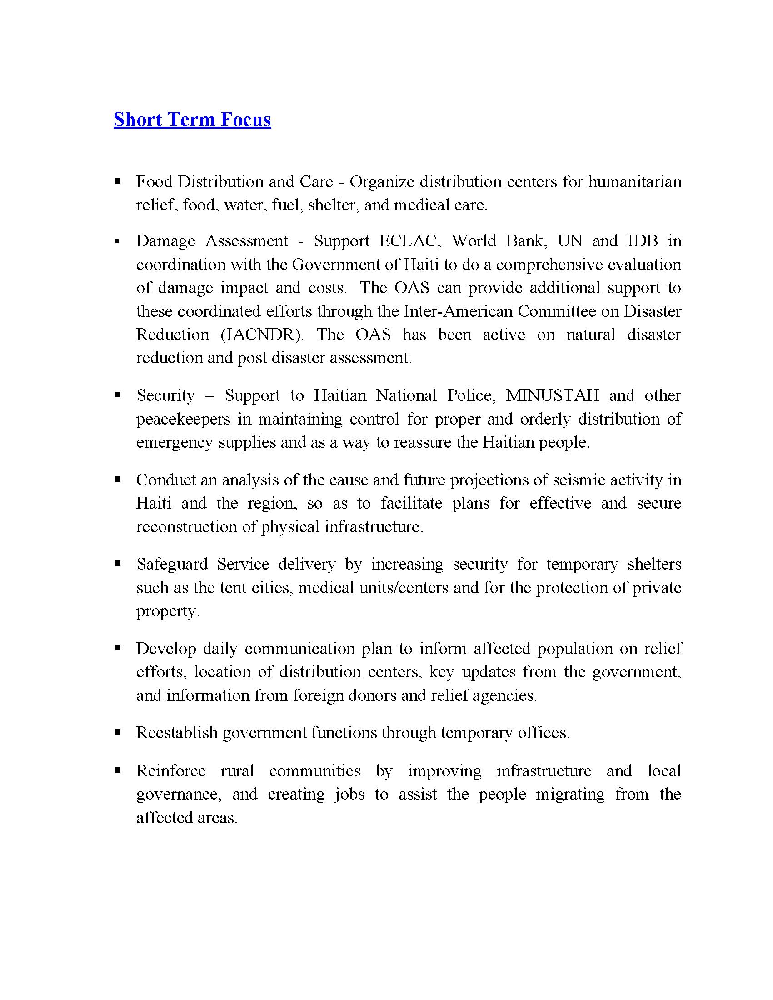 Short Term Focus
▪ Food Distribution and Care - Organize distribution centers for humanitarian
relief, food, water, fuel, shelter, and medical care.
▪ Damage Assessment - Support ECLAC, World Bank, UN and IDB in
coordination with the Government of Haiti to do a comprehensive evaluation
of damage impact and costs. The OAS can provide additional support to
these coordinated efforts through the Inter-American Committee on Disaster
Reduction (IACNDR). The OAS has been active on natural disaster
reduction and post disaster assessment.
▪ Security – Support to Haitian National Police, MINUSTAH and other
peacekeepers in maintaining control for proper and orderly distribution of
emergency supplies and as a way to reassure the Haitian people.
▪ Conduct an analysis of the cause and future projections of seismic activity in
Haiti and the region, so as to facilitate plans for effective and secure
reconstruction of physical infrastructure.
▪ Safeguard Service delivery by increasing security for temporary shelters
such as the tent cities, medical units/centers and for the protection of private
property.
▪ Develop daily communication plan to inform affected population on relief
efforts, location of distribution centers, key updates from the government,
and information from foreign donors and relief agencies.
▪ Reestablish government functions through temporary offices.
▪ Reinforce rural communities by improving infrastructure and local
governance, and creating jobs to assist the people migrating from the
affected areas.